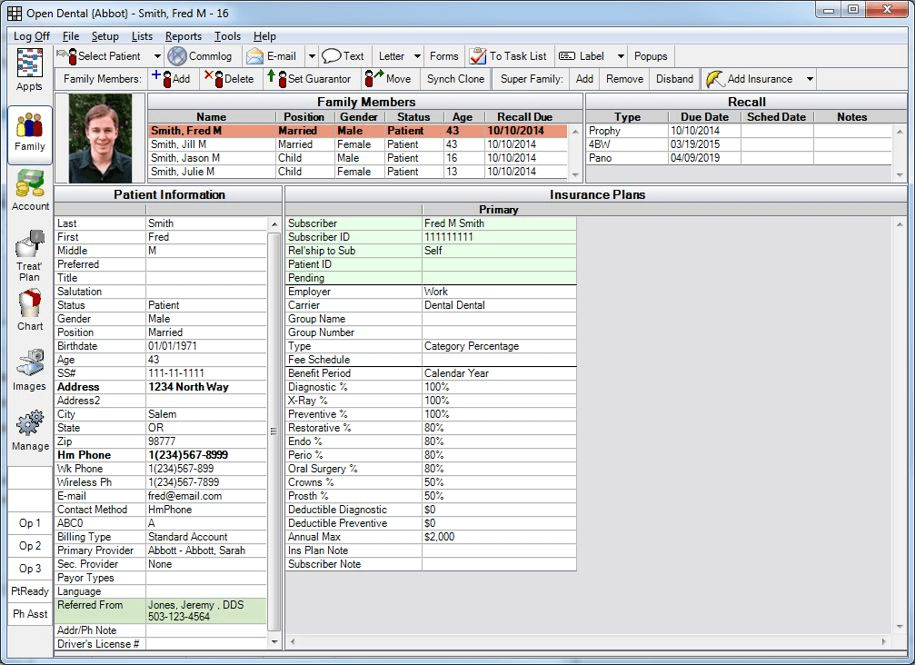 Open Dental {Abbot} - Smith, Fred M - 16
Log Off File Setup Lists Reports Tools Help
Select Patient Commlog E-mail Text Letter Forms To Task List Label Popups
Family Members: Add Delete Set Guarantor Move Synch Clone Super Family: Add Remove Disband Add Insurance
Appts
Family
Account
Treat'
Plan
Chart
Images
Manage
Op 1
Op 2
Op 3
PtReady
Ph Asst
Family Members
Name Position Gender Status Age Recall Due
Smith, Fred M Married Male Patient 43 10/10/2014
Smith, Jill M Married Female Patient 43 10/10/2014
Smith, Jason M Child Male Patient 16 10/10/2014
Smith, Julie M Child Female Patient 13 10/10/2014
Recall
Type Due Date Sched Date Notes
Prophy 10/10/2014
4BW 03/19/2015
Pano 04/09/2019
Patient Information
Last Smith
First Fred
Middle M
Preferred
Title
Salutation
Status Patient
Gender Male
Position Married
Birthdate 01/01/1971
Age 43
SS# 111-11-1111
Address 1234 North Way
Address2
City Salem
State OR
Zip 98777
Hm Phone 1(234)567-8999
Wk Phone 1(234)567-899
Wireless Ph 1(234)567-7899
E-mail fred@email.com
Contact Method HmPhone
ABC0 A
Billing Type Standard Account
Primary Provider Abbott - Abbott, Sarah
Sec. Provider None
Payor Types
Language
Referred From Jones, Jeremy , DDS
503-123-4564
Addr/Ph Note
Driver's License #
Insurance Plans
Primary
Subscriber Fred M Smith
Subscriber ID 111111111
Rel'ship to Sub Self
Patient ID
Pending
Employer Work
Carrier Dental Dental
Group Name
Group Number
Type Category Percentage
Fee Schedule
Benefit Period Calendar Year
Diagnostic % 100%
X-Ray % 100%
Preventive % 100%
Restorative % 80%
Endo % 80%
Perio % 80%
Oral Surgery % 80%
Crowns % 50%
Prosth % 50%
Deductible Diagnostic $0
Deductible Preventive $0
Annual Max $2,000
Ins Plan Note
Subscriber Note